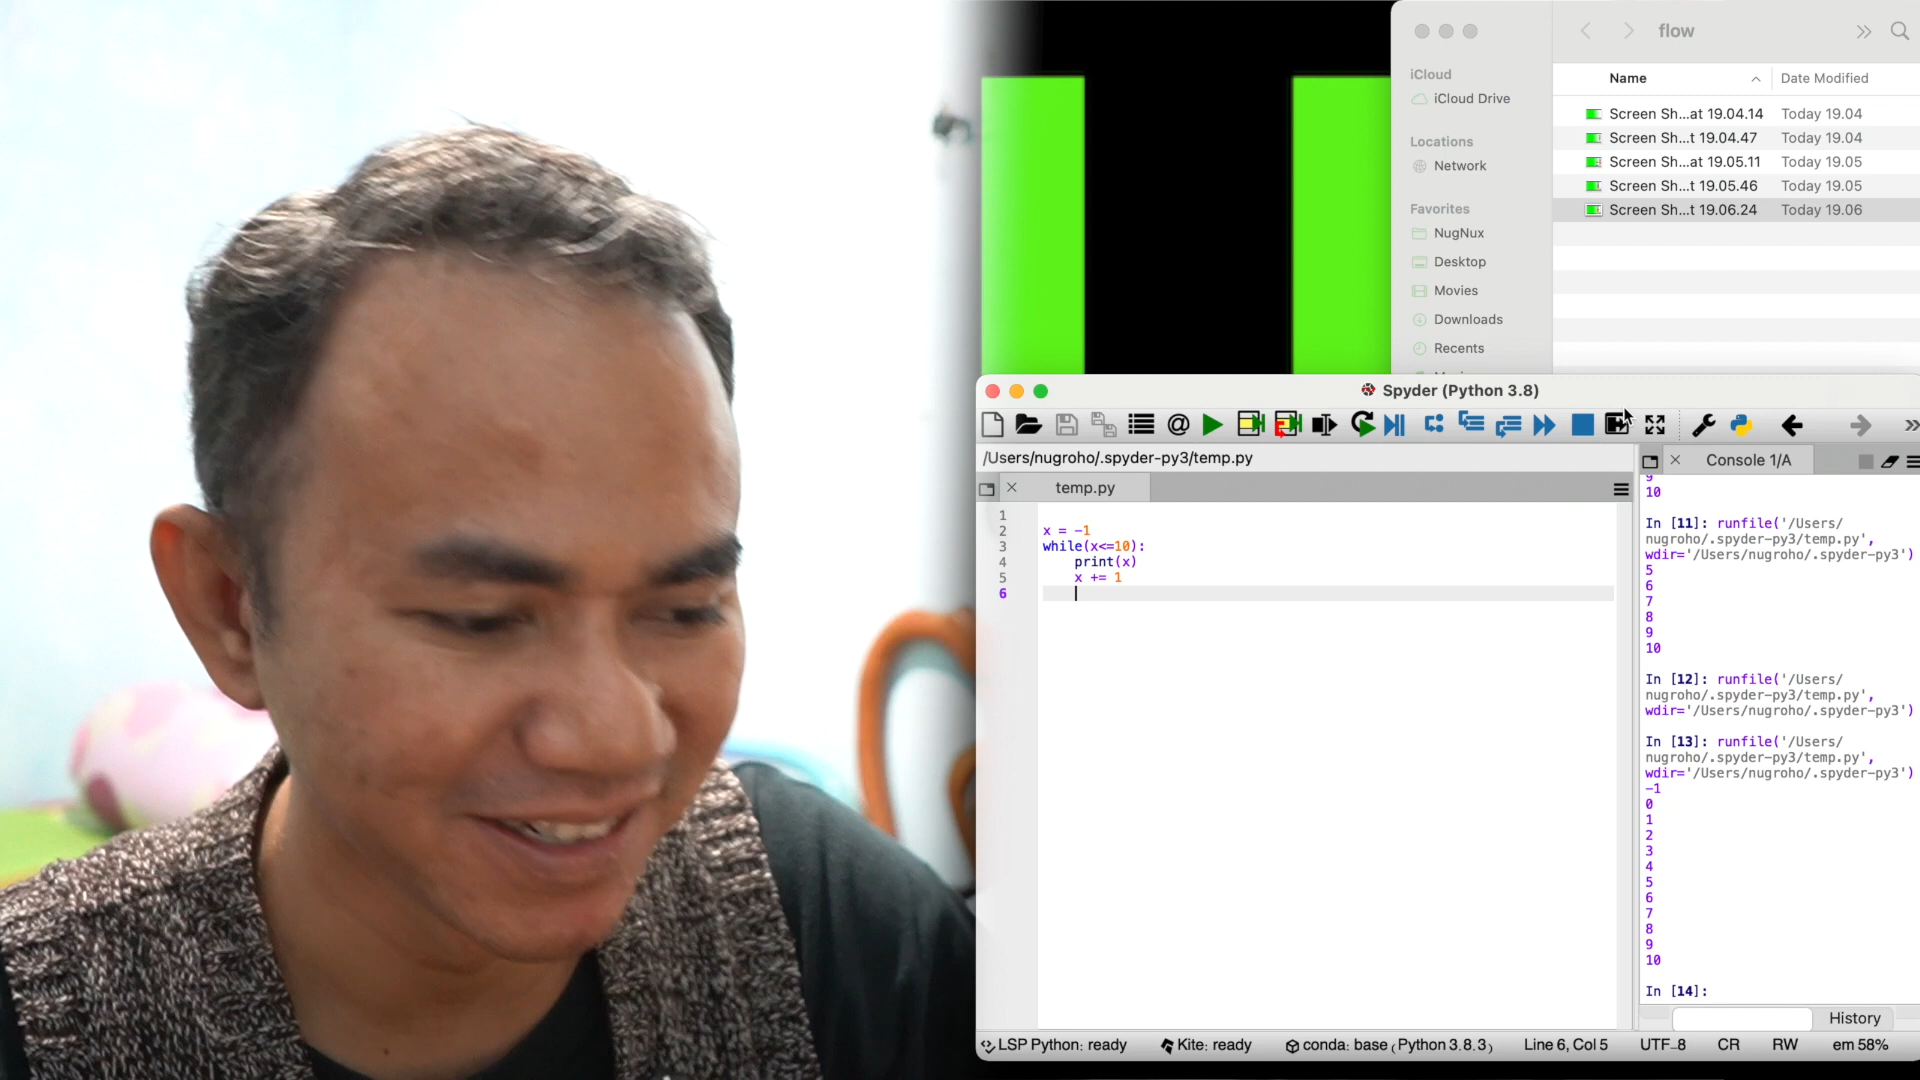 flow
iCloud
iCloud Drive
Locations
Network
Favorites
NugNux
Desktop
Movies
Downloads
Recents
Name
Date Modified
Screen Sh...at 19.04.14 Today 19.04
Screen Sh...t 19.04.47 Today 19.04
Screen Sh...at 19.05.11 Today 19.05
Screen Sh...t 19.05.46 Today 19.05
Screen Sh...t 19.06.24 Today 19.06
Spyder (Python 3.8)
/Users/nugroho/.spyder-py3/temp.py
temp.py
1
2 x = -1
3 while(x<=10):
4 print(x)
5 x += 1
6
Console 1/A
9
10
In [11]: runfile('/Users/
nugroho/.spyder-py3/temp.py',
wdir='/Users/nugroho/.spyder-py3')
5
6
7
8
9
10
In [12]: runfile('/Users/
nugroho/.spyder-py3/temp.py',
wdir='/Users/nugroho/.spyder-py3')
In [13]: runfile('/Users/
nugroho/.spyder-py3/temp.py',
wdir='/Users/nugroho/.spyder-py3')
-1
0
1
2
3
4
5
6
7
8
9
10
In [14]:
History
LSP Python: ready Kite: ready conda: base (Python 3.8.3) Line 6, Col 5 UTF-8 CR RW em 58%